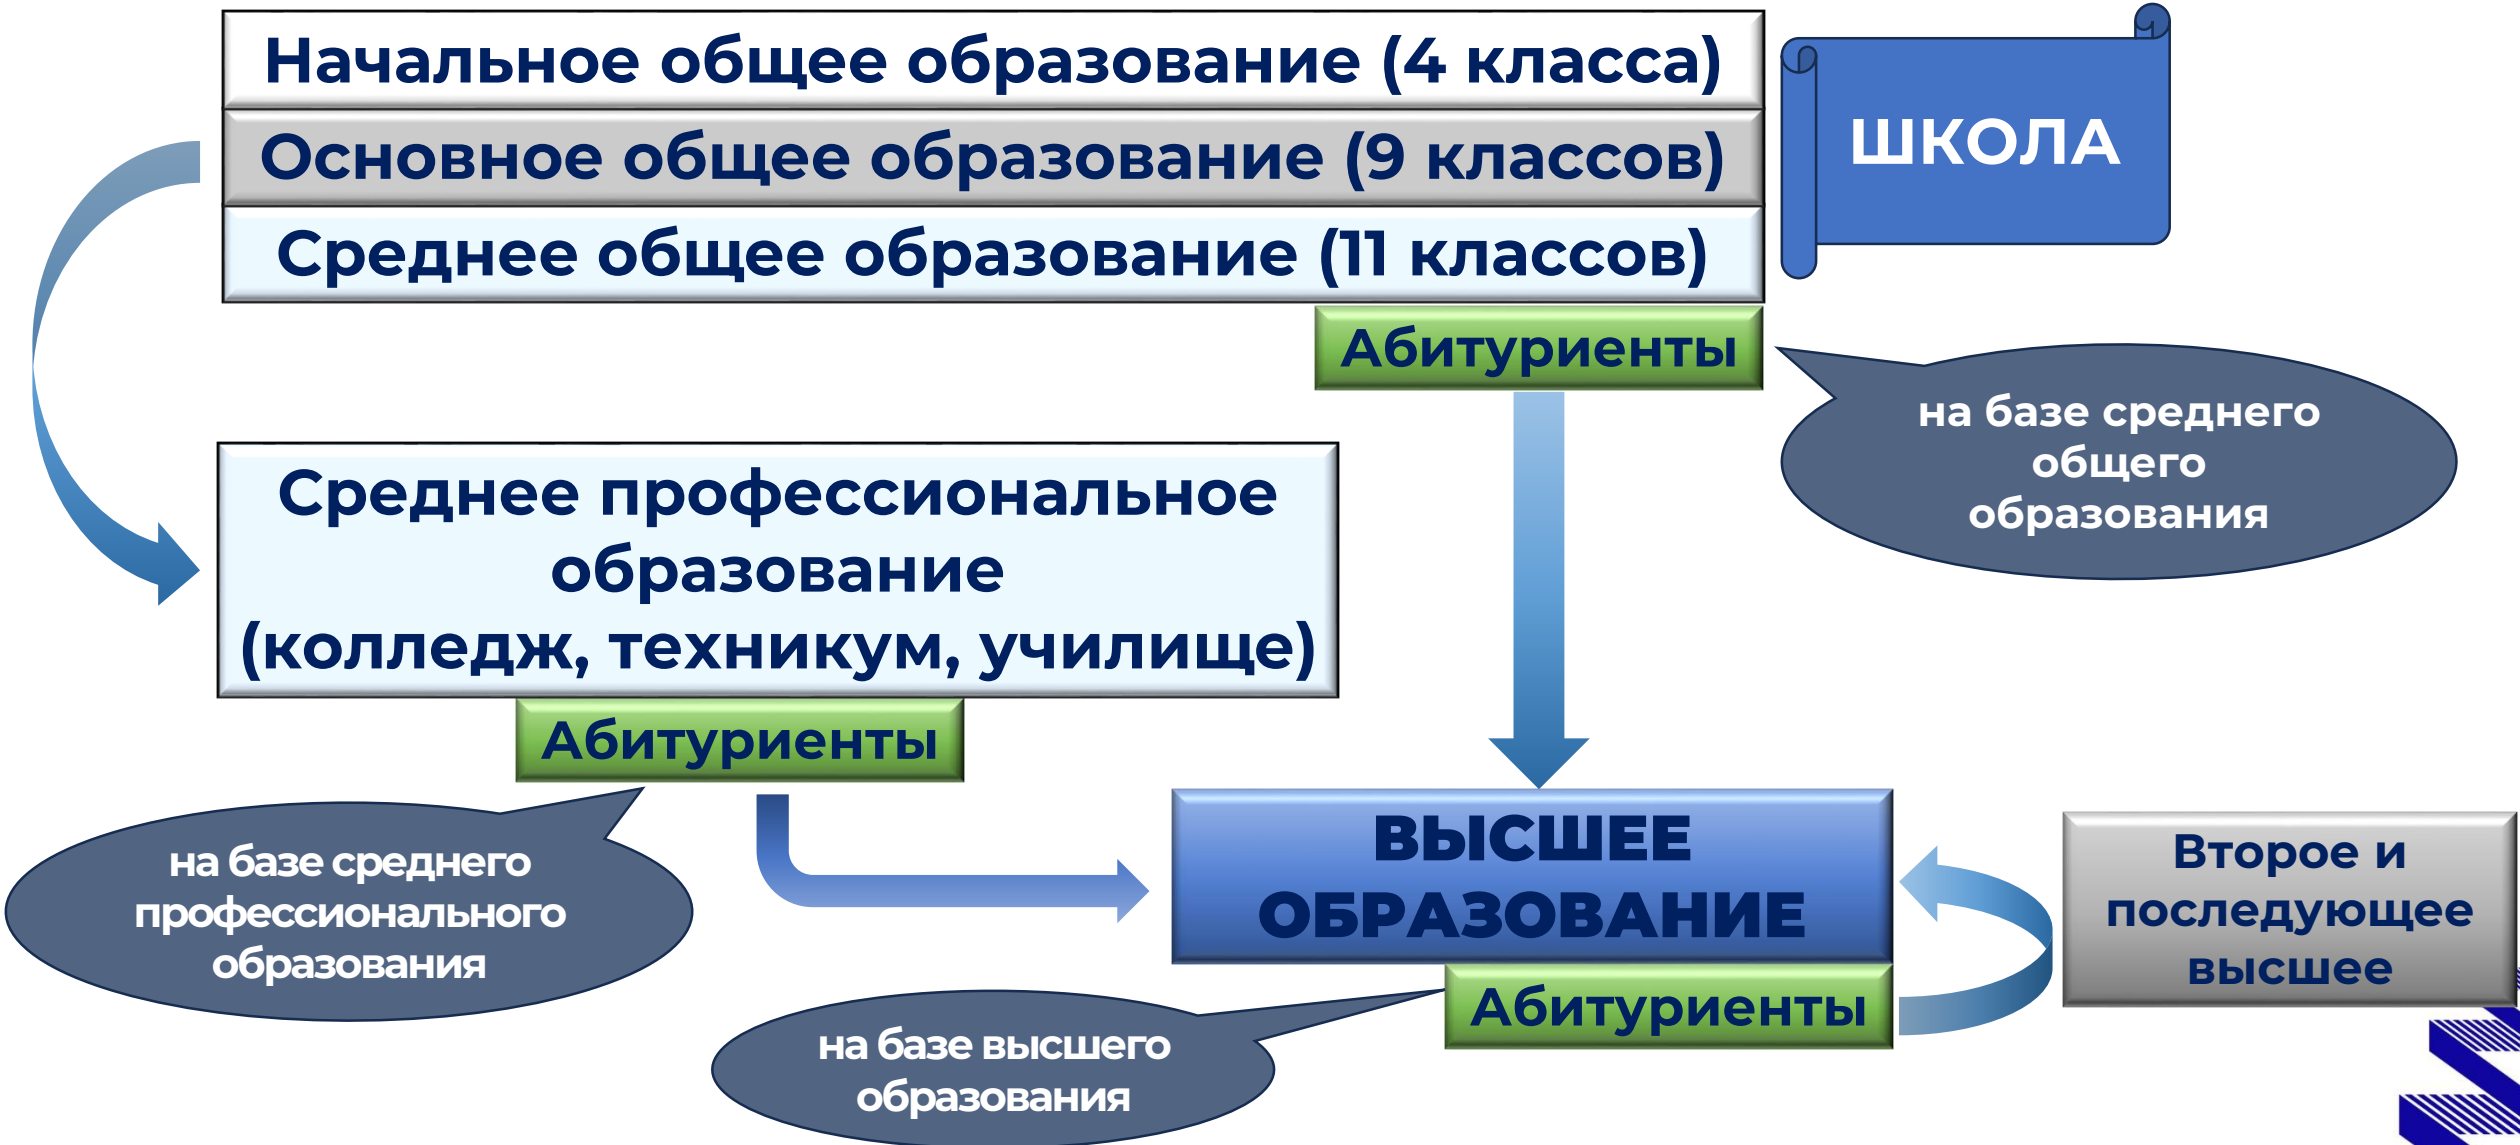 Начальное общее образование (4 класса)
Основное общее образование (9 классов)
Среднее общее образование (11 классов)
ШКОЛА
Абитуриенты
на базе среднего
общего
образования
Среднее профессиональное
образование
(колледж, техникум, училище)
Абитуриенты
на базе среднего
профессионального
образования
ВЫСШЕЕ
ОБРАЗОВАНИЕ
Второе и
последующее
высшее
Абитуриенты
на базе высшего
образования